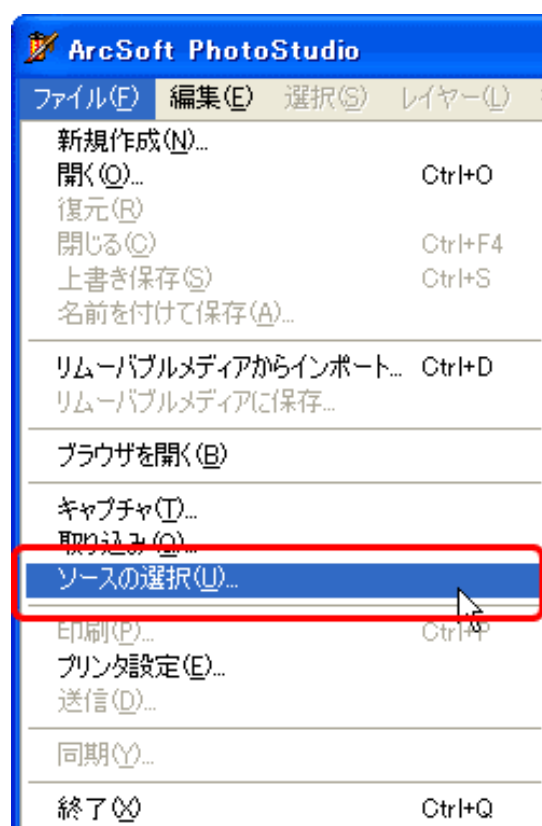 ArcSoft PhotoStudio
ファイル(F) 編集(E) 選択(S) レイヤー(L)
新規作成(N)...
開く(O)... Ctrl+O
復元(R)
閉じる(C) Ctrl+F4
上書き保存(S) Ctrl+S
名前を付けて保存(A)...
リムーバブルメディアからインポート... Ctrl+D
リムーバブルメディアに保存...
ブラウザを開く(B)
キャプチャ(T)...
取り込み(Q)...
ソースの選択(U)...
印刷(P)... Ctrl+P
プリンタ設定(E)...
送信(D)...
同期(Y)...
終了(X) Ctrl+Q